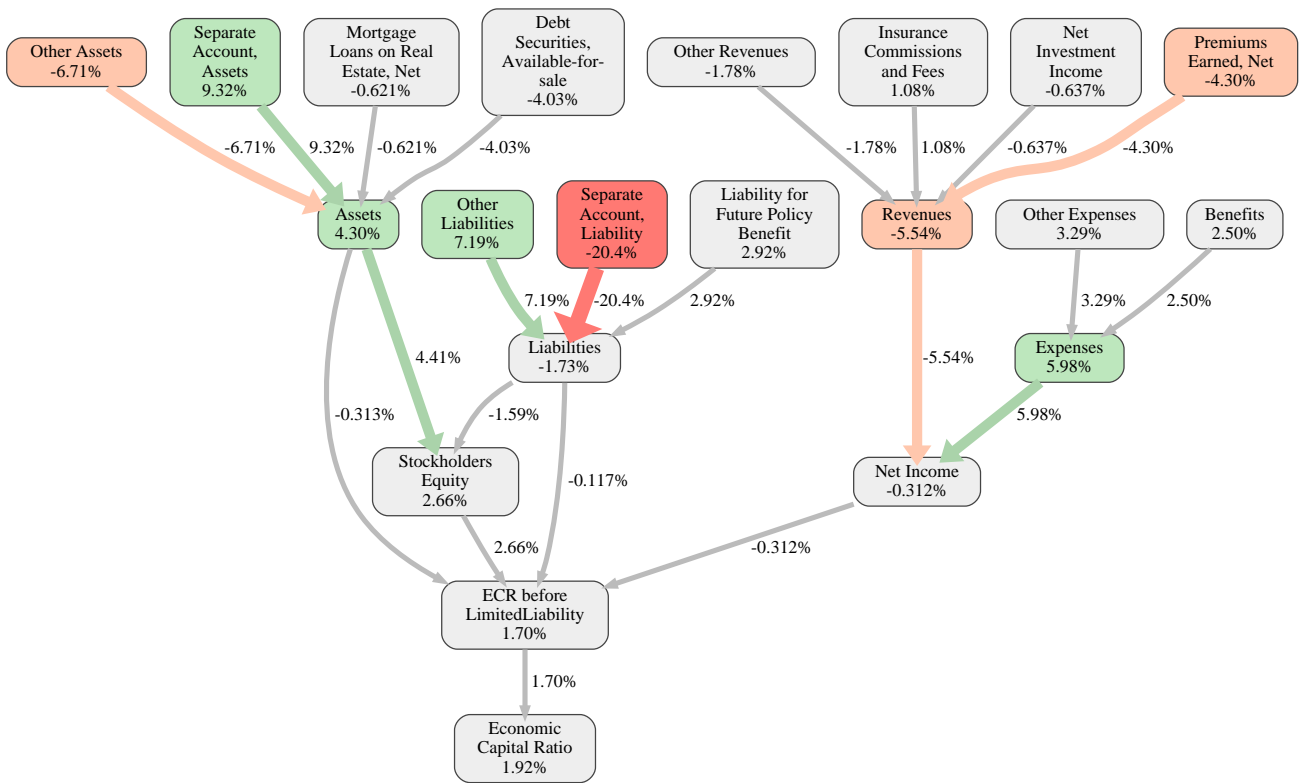 Other Assets
-6.71%
Separate
Account,
Assets
9.32%
Mortgage
Loans on Real
Estate, Net
-0.621%
Debt
Securities,
Available-for-
sale
-4.03%
Other Revenues
-1.78%
Insurance
Commissions
and Fees
1.08%
Net
Investment
Income
-0.637%
Premiums
Earned, Net
-4.30%
-6.71%
9.32%
-0.621%
-4.03%
-1.78%
1.08%
-0.637%
-4.30%
Assets
4.30%
Other
Liabilities
7.19%
Separate
Account,
Liability
-20.4%
Liability for
Future Policy
Benefit
2.92%
Revenues
-5.54%
Other Expenses
3.29%
Benefits
2.50%
7.19%
-20.4%
2.92%
3.29%
2.50%
Liabilities
-1.73%
Expenses
5.98%
4.41%
-5.54%
-0.313%
-1.59%
5.98%
Stockholders
Equity
2.66%
-0.117%
Net Income
-0.312%
2.66%
-0.312%
ECR before
LimitedLiability
1.70%
1.70%
Economic
Capital Ratio
1.92%